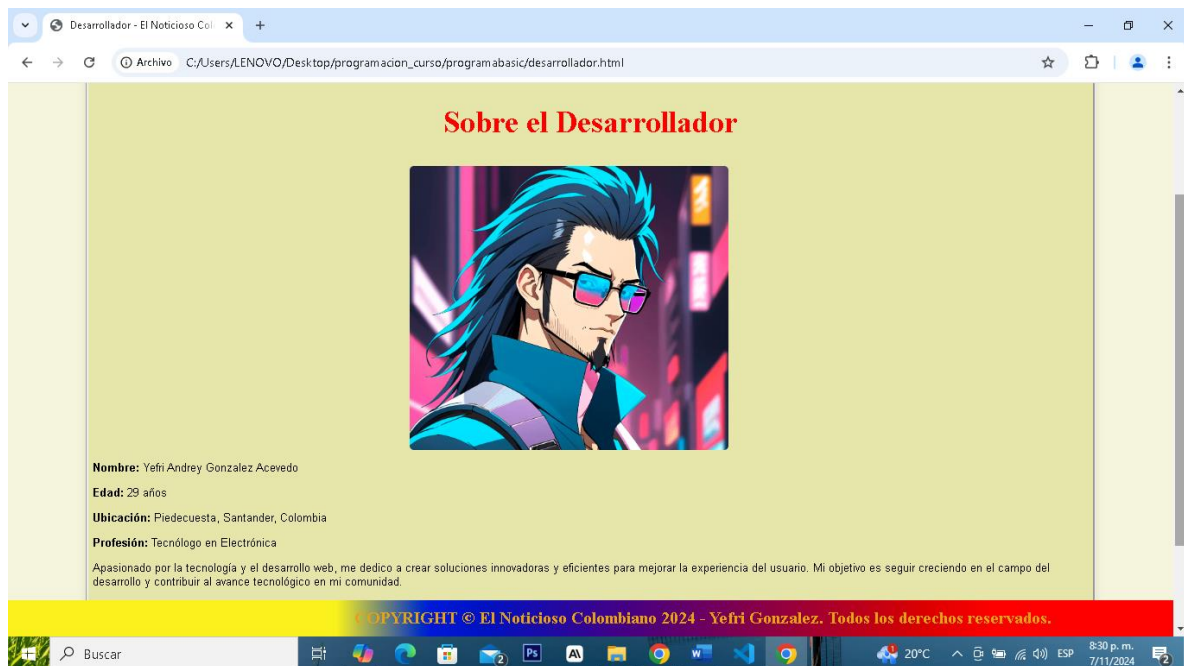 Desarrollador - El Noticioso Col
Archivo
C:/Users/LENOVO/Desktop/programacion_curso/programabasic/desarrollador.html
Sobre el Desarrollador
Nombre: Yefri Andrey Gonzalez Acevedo
Edad: 29 años
Ubicación: Piedecuesta, Santander, Colombia
Profesión: Tecnólogo en Electrónica
Apasionado por la tecnología y el desarrollo web, me dedico a crear soluciones innovadoras y eficientes para mejorar la experiencia del usuario. Mi objetivo es seguir creciendo en el campo del
desarrollo y contribuir al avance tecnológico en mi comunidad.
COPYRIGHT © El Noticioso Colombiano 2024 - Yefri Gonzalez. Todos los derechos reservados.
Buscar
2
Ps
20°C
ESP
8:30 p. m.
7/11/2024
2